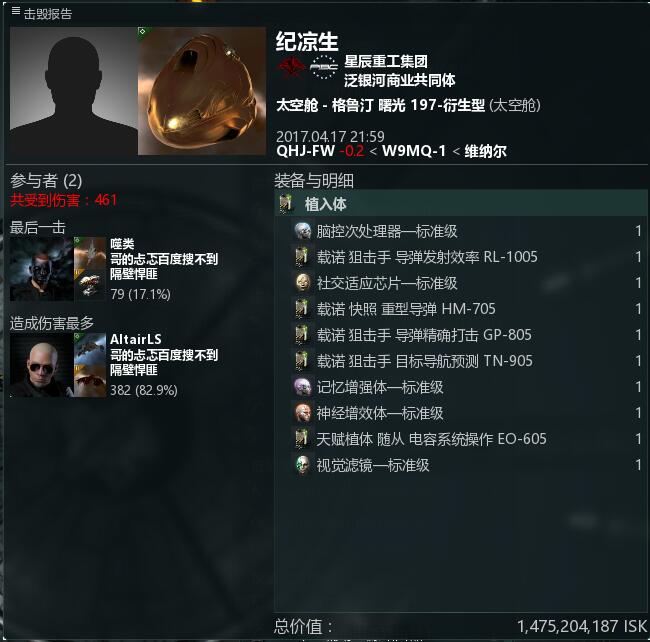 击毁报告
纪凉生
星辰重工集团
泛银河商业共同体
太空舱 - 格鲁汀 曙光 197-衍生型 (太空舱)
2017.04.17 21:59
QHJ-FW -0.2 < W9MQ-1 < 维纳尔
参与者 (2)
共受到伤害：461
最后一击
噬类
哥的忐忑百度搜不到
隔壁悍匪
79 (17.1%)
造成伤害最多
AltairLS
哥的忐忑百度搜不到
隔壁悍匪
382 (82.9%)
装备与明细
植入体
脑控次处理器—标准级 1
载诺 狙击手 导弹发射效率 RL-1005 1
社交适应芯片—标准级 1
载诺 快照 重型导弹 HM-705 1
载诺 狙击手 导弹精确打击 GP-805 1
载诺 狙击手 目标导航预测 TN-905 1
记忆增强体—标准级 1
神经增效体—标准级 1
天赋植体 随从 电容系统操作 EO-605 1
视觉滤镜—标准级 1
总价值： 1,475,204,187 ISK